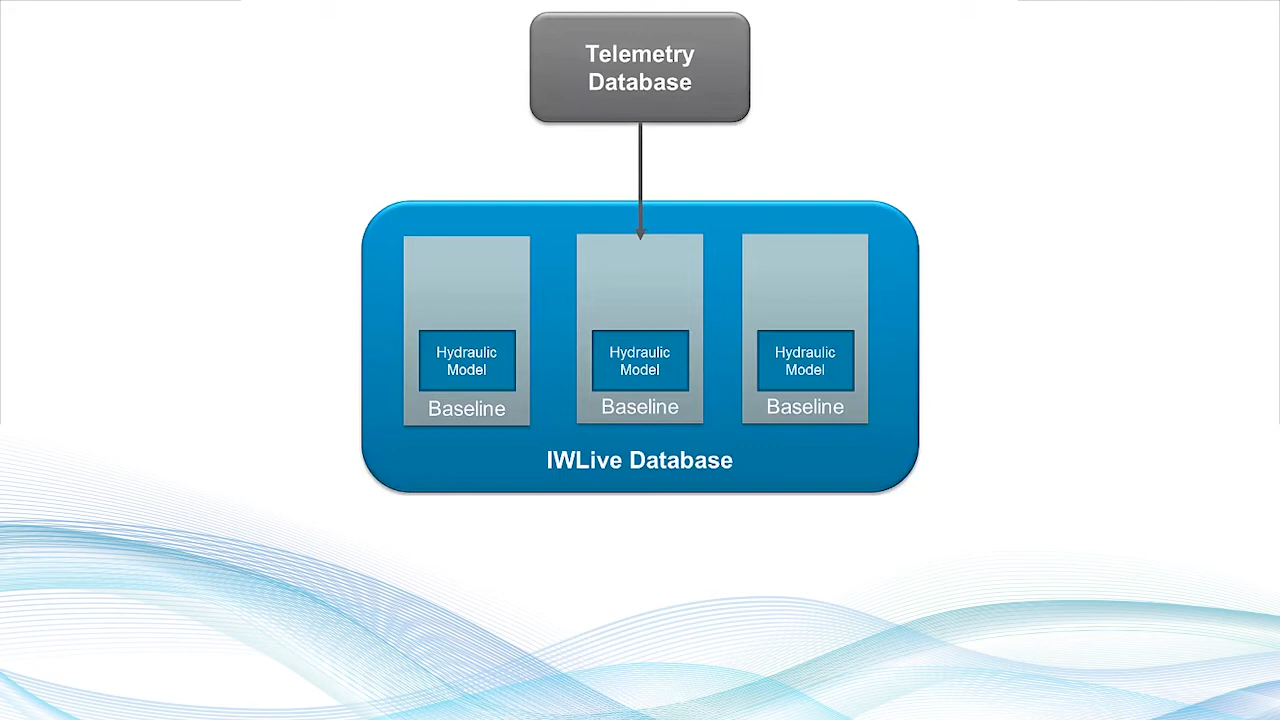 Telemetry
Database
Hydraulic
Model
Baseline
Hydraulic
Model
Baseline
Hydraulic
Model
Baseline
IWLive Database